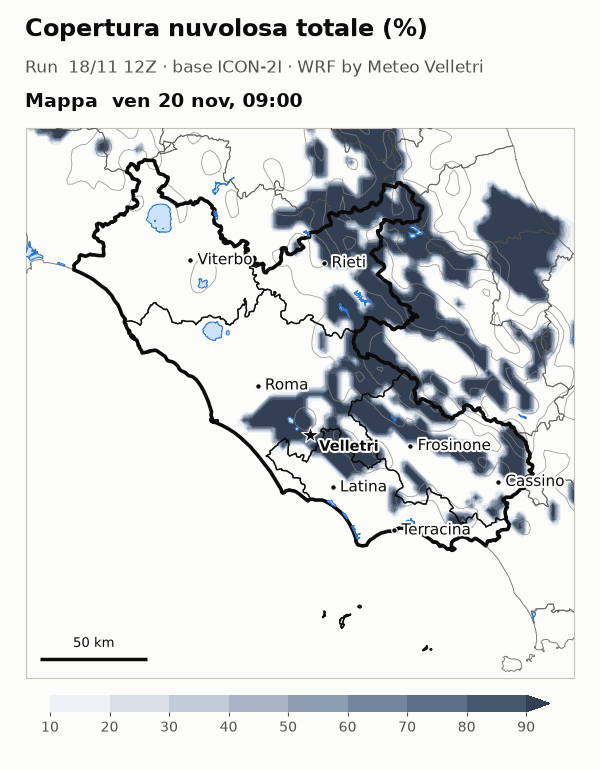 Copertura nuvolosa totale (%)
Run  18/11 12Z · base ICON-2I · WRF by Meteo Velletri
Mappa  ven 20 nov, 09:00
Viterbo
Rieti
Roma
Velletri
Frosinone
Latina
Cassino
Terracina
50 km
10 20 30 40 50 60 70 80 90